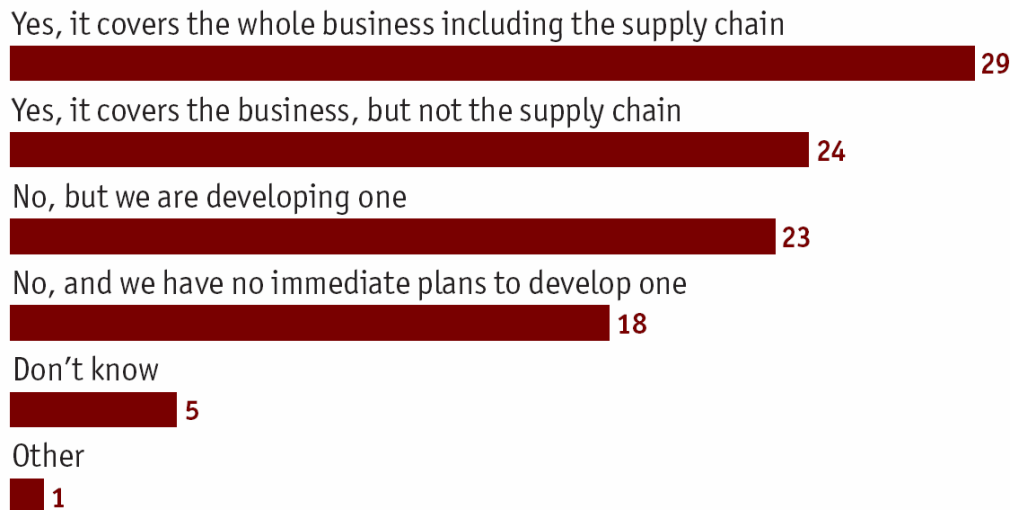 Yes, it covers the whole business including the supply chain
29
Yes, it covers the business, but not the supply chain
24
No, but we are developing one
23
No, and we have no immediate plans to develop one
18
Don’t know
5
Other
1